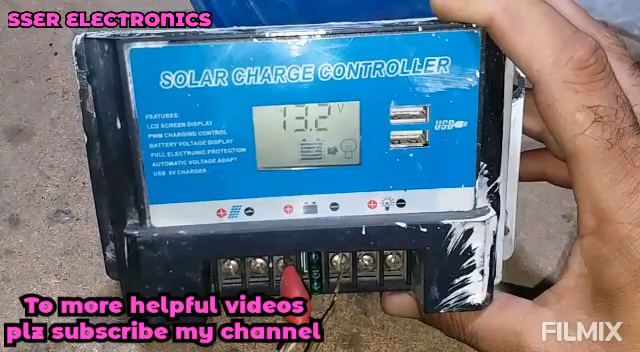 SSER ELECTRONICS
SOLAR CHARGE CONTROLLER
FEATURES:
LCD SCREEN DISPLAY
PWM CHARGING CONTROL
BATTERY VOLTAGE DISPLAY
FULL ELECTRONIC PROTECTION
AUTOMATIC VOLTAGE ADAPT
USB 5V CHARGER
13.2V
USB
To more helpful videos
plz subscribe my channel
FILMIX